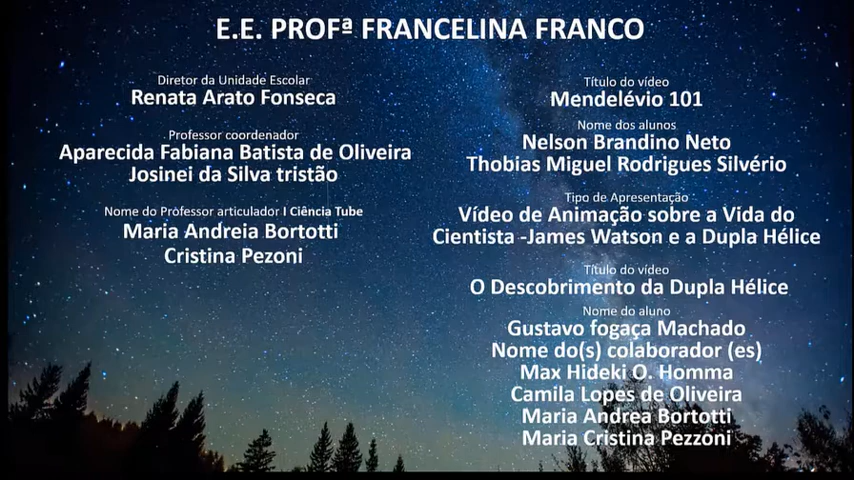 E.E. PROFª FRANCELINA FRANCO
Diretor da Unidade Escolar
Renata Arato Fonseca
Professor coordenador
Aparecida Fabiana Batista de Oliveira
Josinei da Silva tristão
Nome do Professor articulador I Ciência Tube
Maria Andreia Bortotti
Cristina Pezoni
Título do vídeo
Mendelévio 101
Nome dos alunos
Nelson Brandino Neto
Thobias Miguel Rodrigues Silvério
Tipo de Apresentação
Vídeo de Animação sobre a Vida do
Cientista -James Watson e a Dupla Hélice
Título do vídeo
O Descobrimento da Dupla Hélice
Nome do aluno
Gustavo fogaça Machado
Nome do(s) colaborador (es)
Max Hideki O. Homma
Camila Lopes de Oliveira
Maria Andrea Bortotti
Maria Cristina Pezzoni